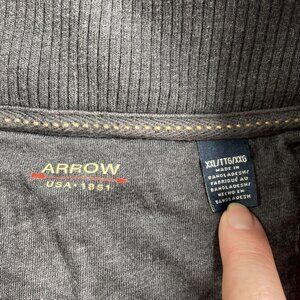 ARROW
USA • 1851
XXL/TTG/XXG
MADE IN
BANGLADESH/
FABRIQUÉ AU
BANGLADESH/
HECHO EN
BANGLADESH